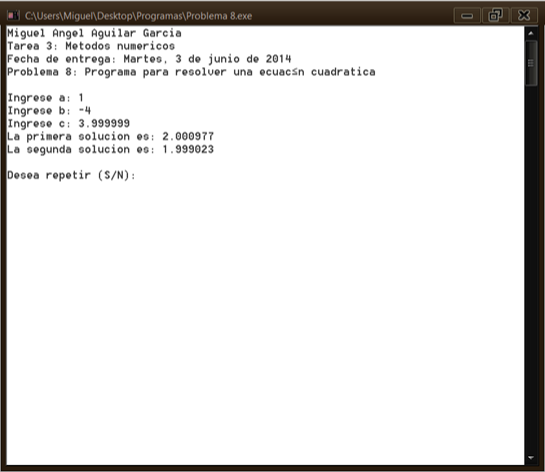 C:\Users\Miguel\Desktop\Programas\Problema 8.exe
Miguel Angel Aguilar Garcia
Tarea 3: Metodos numericos
Fecha de entrega: Martes, 3 de junio de 2014
Problema 8: Programa para resolver una ecuac≤n cuadratica
Ingrese a: 1
Ingrese b: -4
Ingrese c: 3.999999
La primera solucion es: 2.000977
La segunda solucion es: 1.999023
Desea repetir (S/N):